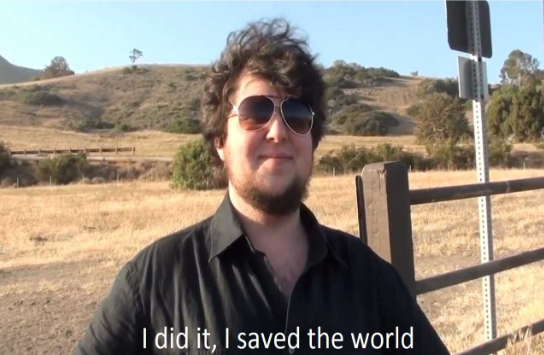 I did it, I saved the world